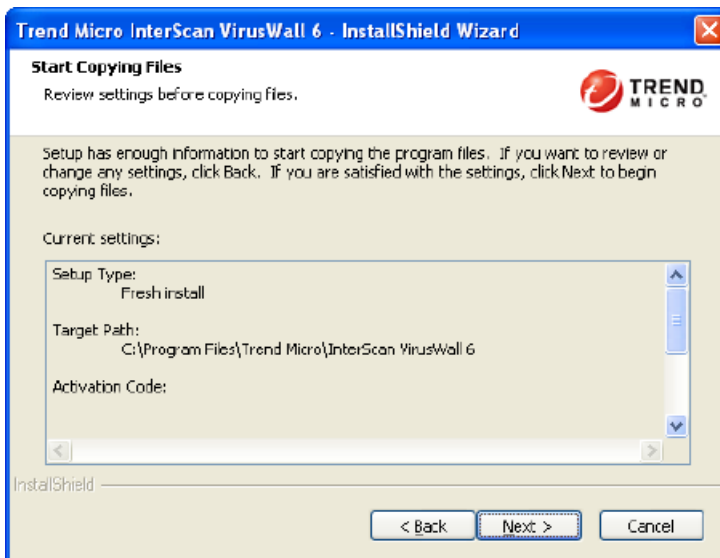 Trend Micro InterScan VirusWall 6 - InstallShield Wizard
Start Copying Files
Review settings before copying files.
TREND
MICRO
Setup has enough information to start copying the program files. If you want to review or
change any settings, click Back. If you are satisfied with the settings, click Next to begin
copying files.
Current settings:
Setup Type:
Fresh install
Target Path:
C:\Program Files\Trend Micro\InterScan VirusWall 6
Activation Code:
InstallShield
< Back
Next >
Cancel